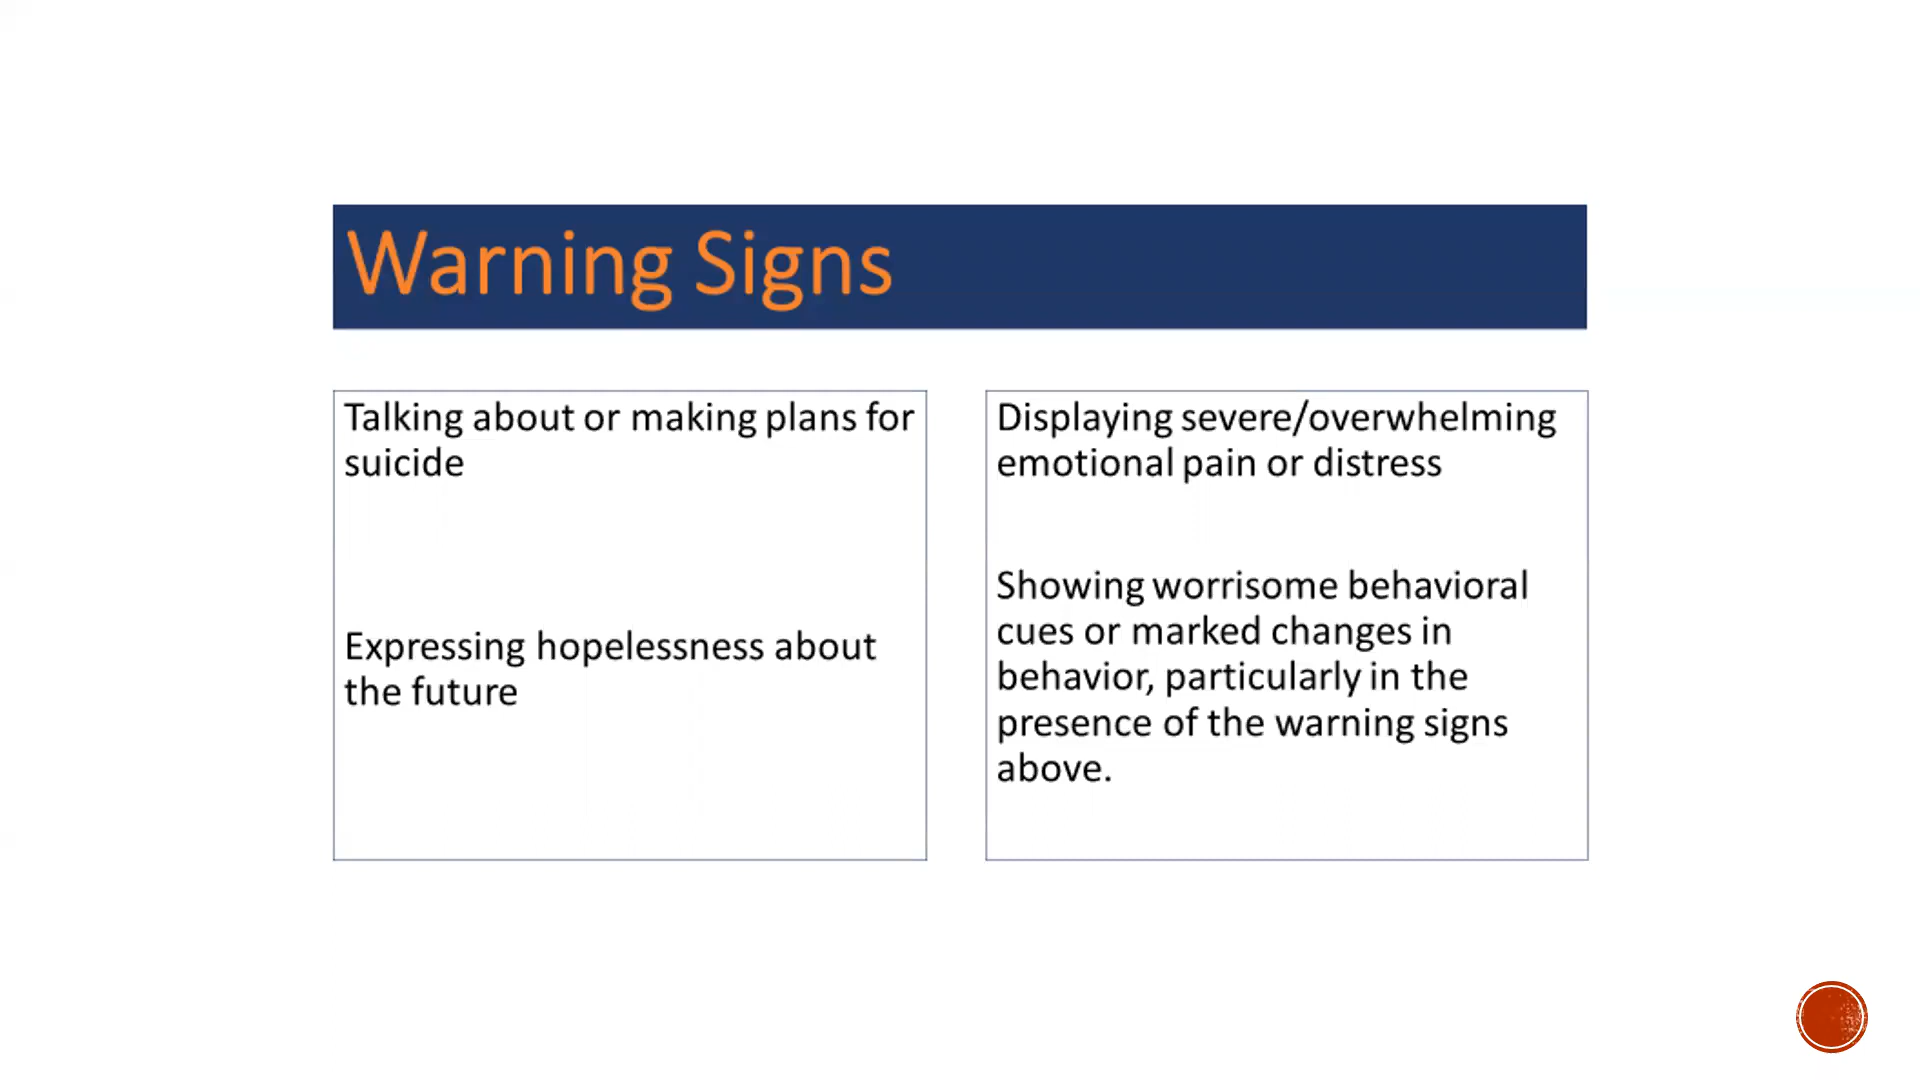 Warning Signs
Talking about or making plans for
suicide
Expressing hopelessness about
the future
Displaying severe/overwhelming
emotional pain or distress
Showing worrisome behavioral
cues or marked changes in
behavior, particularly in the
presence of the warning signs
above.